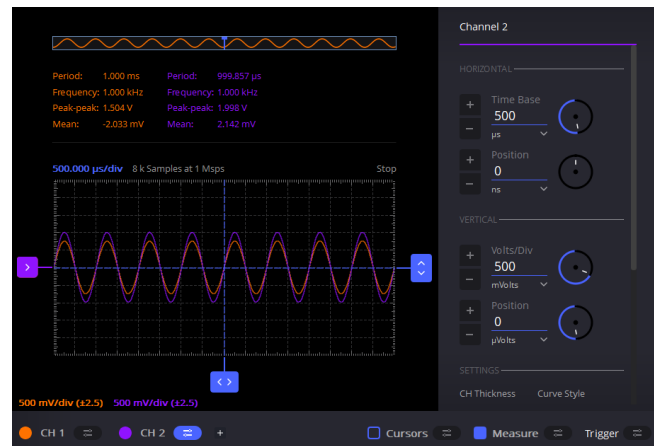 Channel 2
HORIZONTAL
Period: 1.000 ms Period: 999.857 µs
Frequency: 1.000 kHz Frequency: 1.000 kHz
Peak-peak: 1.504 V Peak-peak: 1.998 V
Mean: -2.033 mV Mean: 2.142 mV
+ Time Base
500
− µs
500.000 µs/div 8 k Samples at 1 Msps Stop
+ Position
0
− ns
VERTICAL
+ Volts/Div
500
− mVolts
+ Position
0
− µVolts
SETTINGS
CH Thickness Curve Style
500 mV/div (±2.5) 500 mV/div (±2.5)
CH 1 CH 2 + Cursors Measure Trigger